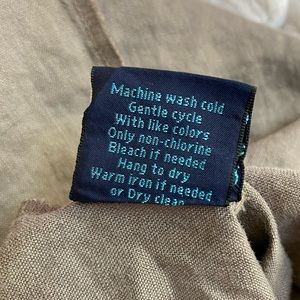 Machine wash cold
Gentle cycle
With like colors
Only non-chlorine
Bleach if needed
Hang to dry
Warm iron if needed
or Dry clean